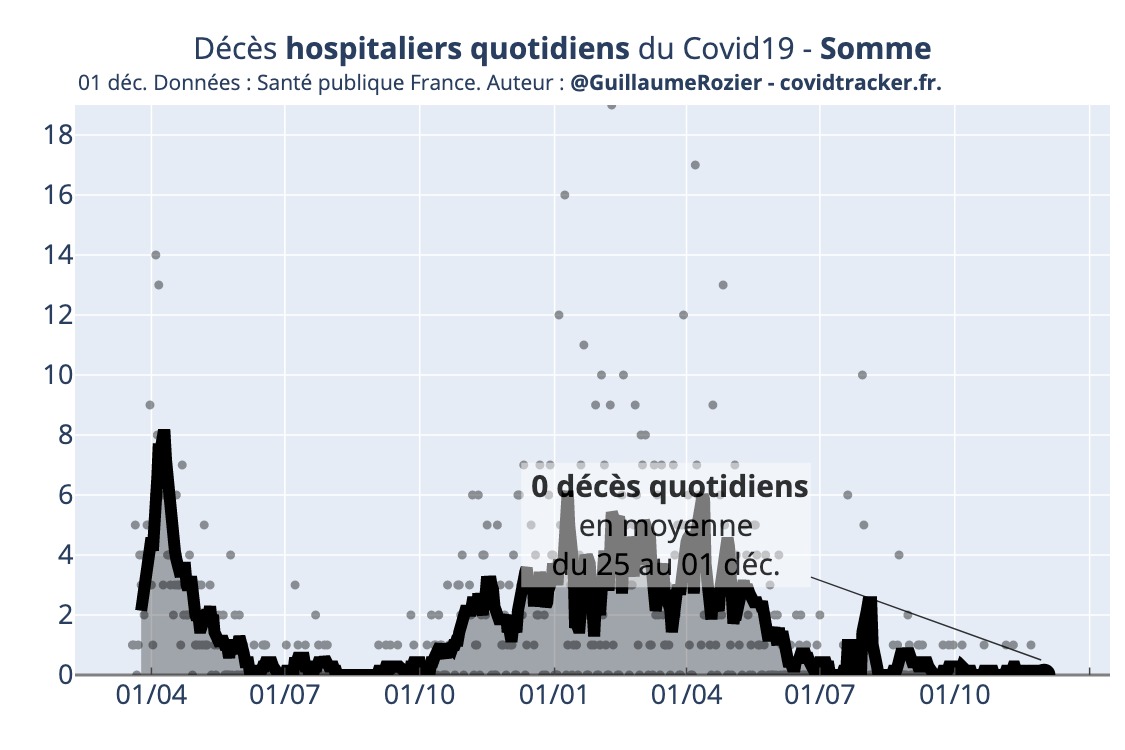 Décès hospitaliers quotidiens du Covid19 - Somme
01 déc. Données : Santé publique France. Auteur : @GuillaumeRozier - covidtracker.fr.
18
16
14
12
10
8
6
4
2
0
0 décès quotidiens
en moyenne
du 25 au 01 déc.
01/04 01/07 01/10 01/01 01/04 01/07 01/10